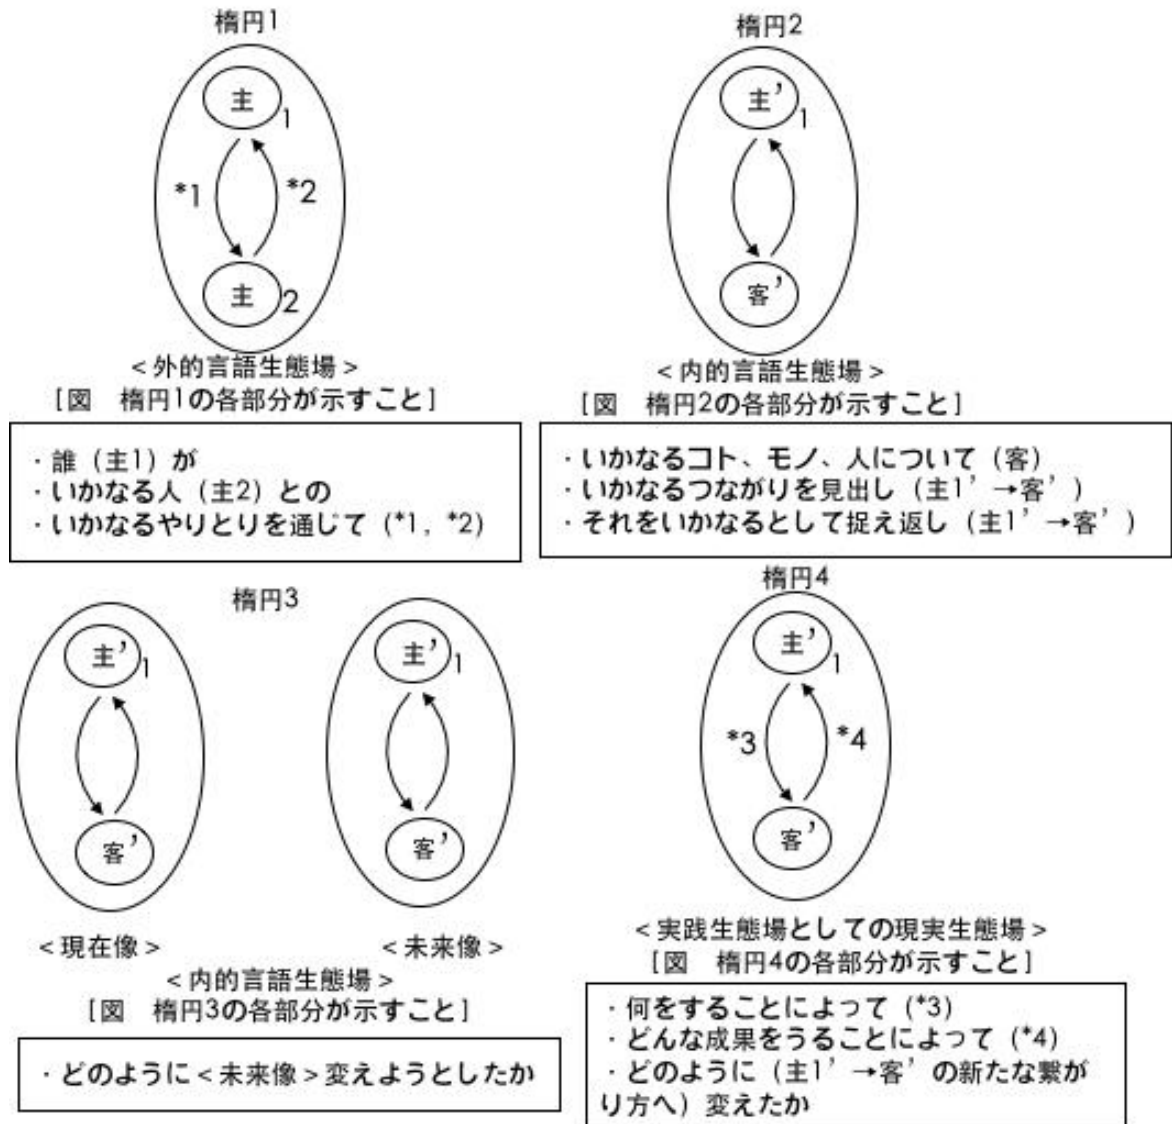 楕円1
主
1
*1
*2
主
2
<外的言語生態場>
[図　楕円1の各部分が示すこと]
・誰（主1）が
・いかなる人（主2）との
・いかなるやりとりを通じて（*1，*2）
楕円2
主’
1
客’
<内的言語生態場>
[図　楕円2の各部分が示すこと]
・いかなるコト、モノ、人について（客）
・いかなるつながりを見出し（主1’→客’）
・それをいかなるとして捉え返し（主1’→客’）
楕円3
主’
1
客’
<現在像>
主’
1
客’
<未来像>
<内的言語生態場>
[図　楕円3の各部分が示すこと]
・どのように<未来像>変えようとしたか
楕円4
主’
1
*3
*4
客’
<実践生態場としての現実生態場>
[図　楕円4の各部分が示すこと]
・何をすることによって（*3）
・どんな成果をうることによって（*4）
・どのように（主1’→客’の新たな繋が
り方へ）変えたか